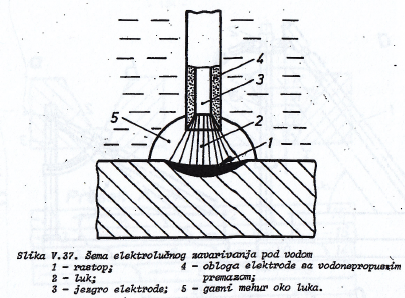 4
3
5
2
1
Slika V.37. Šema elektrolučnog zavarivanja pod vodom
1 - rastop; 4 - obloga elektrode sa vodonepropusnim
2 - luk; premazom;
3 - jezgro elektrode; 5 - gasni mehur oko luka.